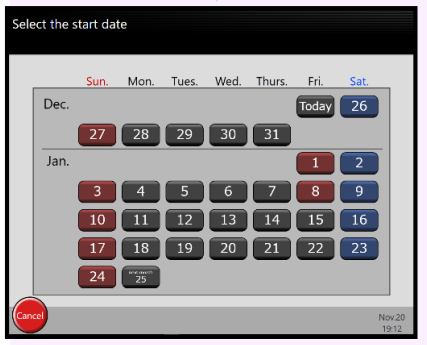 Select the start date
Sun. Mon. Tues. Wed. Thurs. Fri. Sat.
Dec. Today 26
27 28 29 30 31
Jan. 1 2
3 4 5 6 7 8 9
10 11 12 13 14 15 16
17 18 19 20 21 22 23
24 25
Cancel
Nov.20
19:12